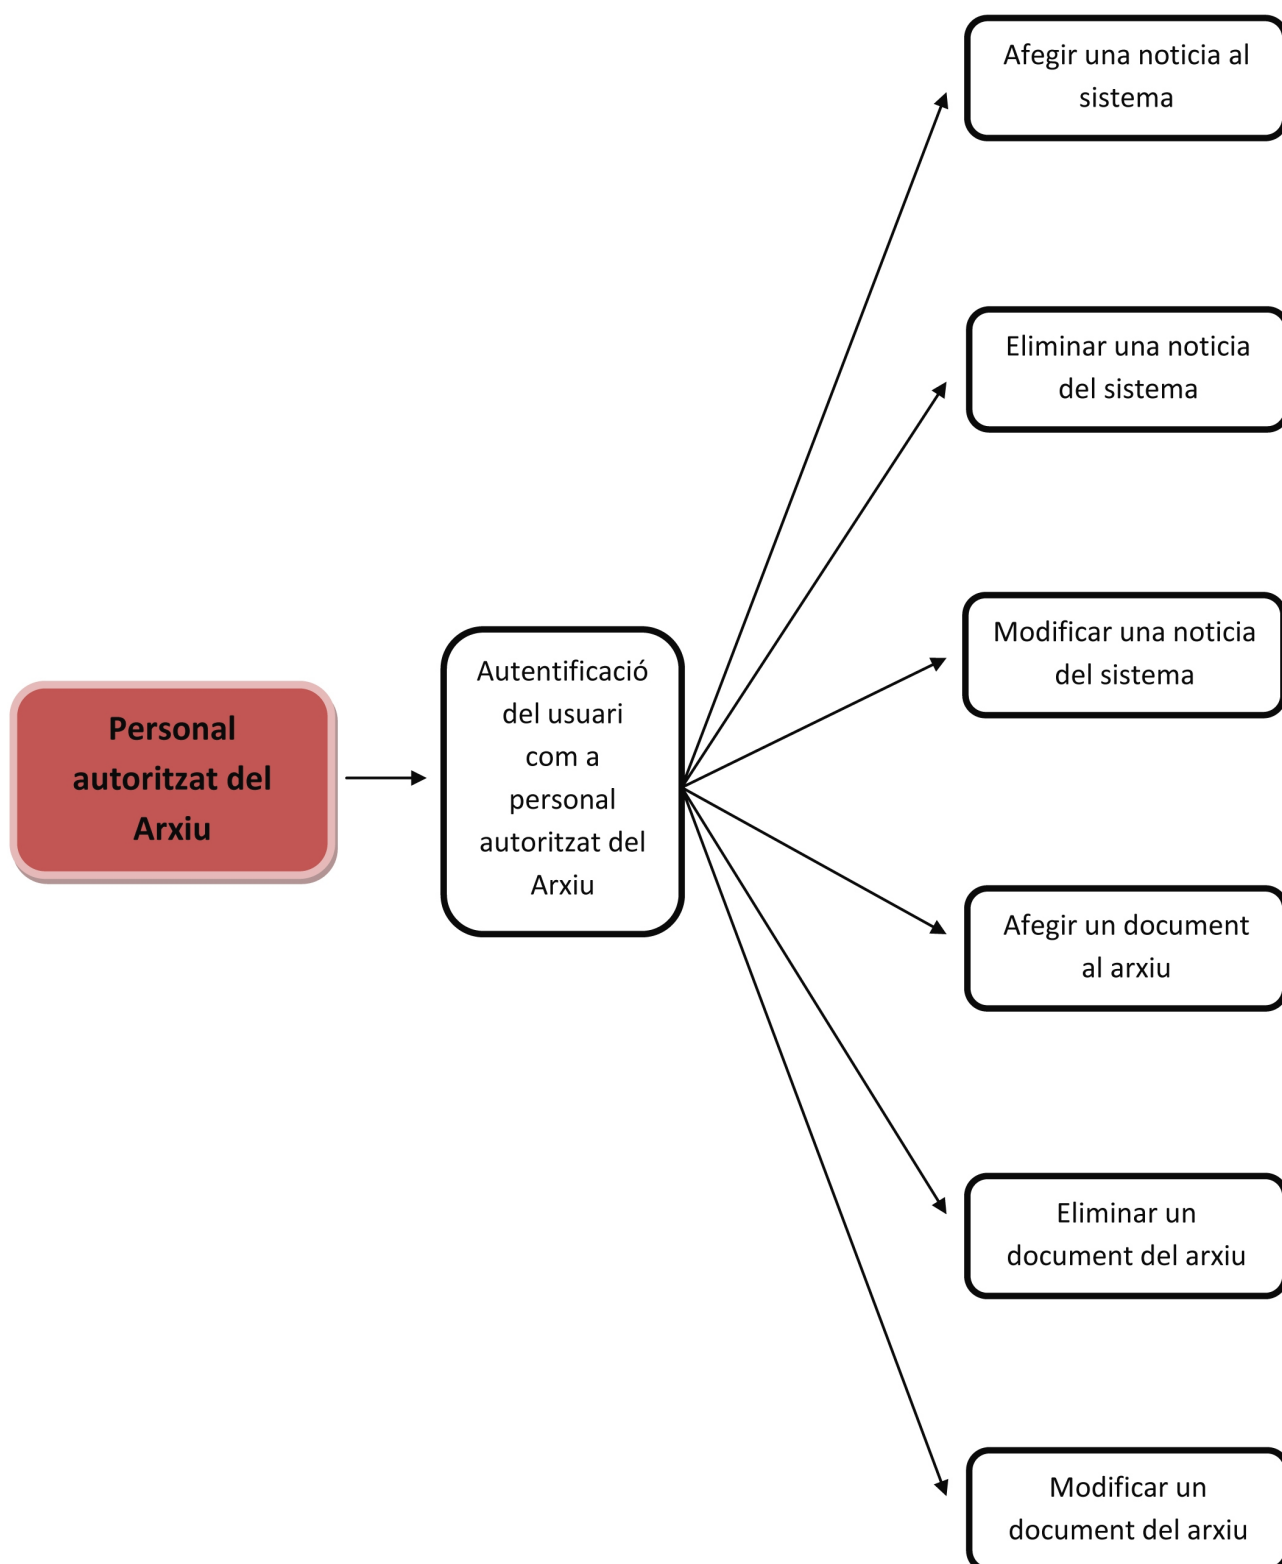 Personal
autoritzat del
Arxiu
Autentificació
del usuari
com a
personal
autoritzat del
Arxiu
Afegir una noticia al
sistema
Eliminar una noticia
del sistema
Modificar una noticia
del sistema
Afegir un document
al arxiu
Eliminar un
document del arxiu
Modificar un
document del arxiu